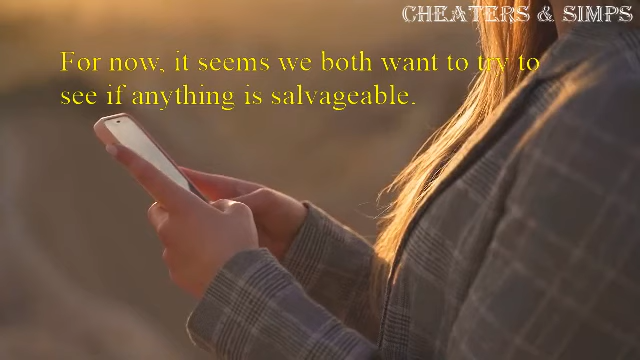 CHEATERS & SIMPS
For now, it seems we both want to try to
see if anything is salvageable.